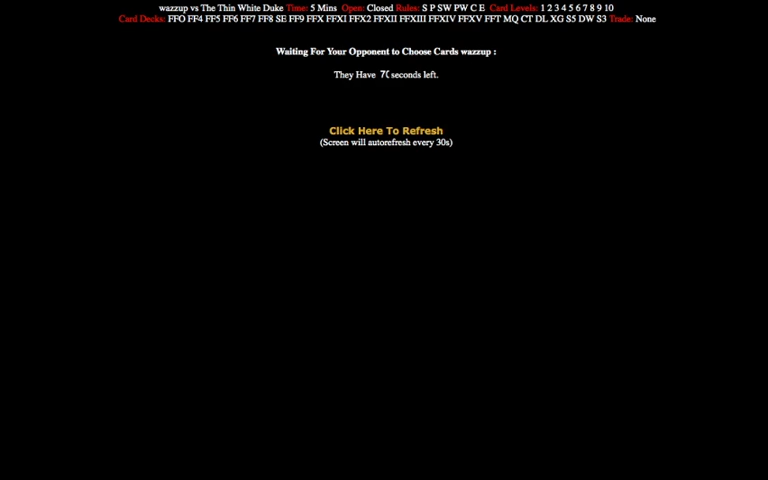 wazzup vs The Thin White Duke Time: 5 Mins Open: Closed Rules: S P SW PW C E Card Levels: 1 2 3 4 5 6 7 8 9 10
Card Decks: FFO FF4 FF5 FF6 FF7 FF8 SE FF9 FFX FFXI FFX2 FFXII FFXIII FFXIV FFXV FFT MQ CT DL XG S5 DW S3 Trade: None
Waiting For Your Opponent to Choose Cards wazzup :
They Have seconds left.
Click Here To Refresh
(Screen will autorefresh every 30s)